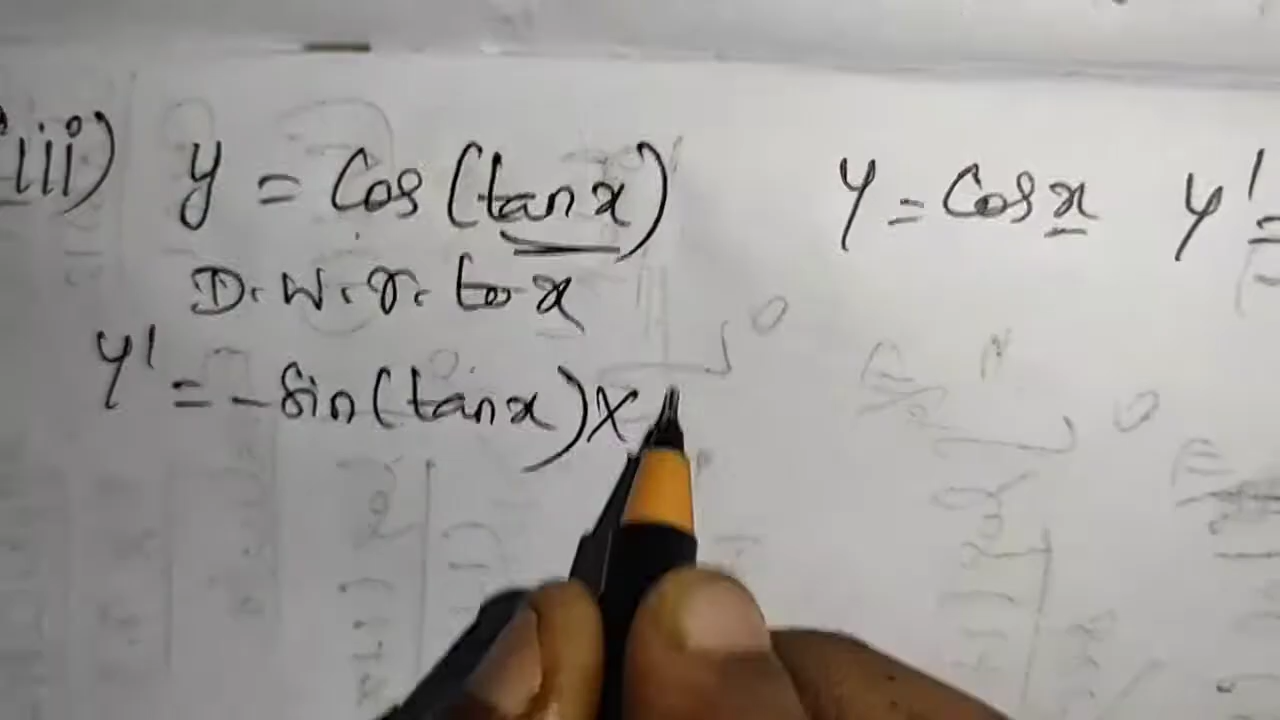 iii) y = Cos (tan x) y = Cos x y' =
D. w. r. to x
y' = - Sin (tan x) x